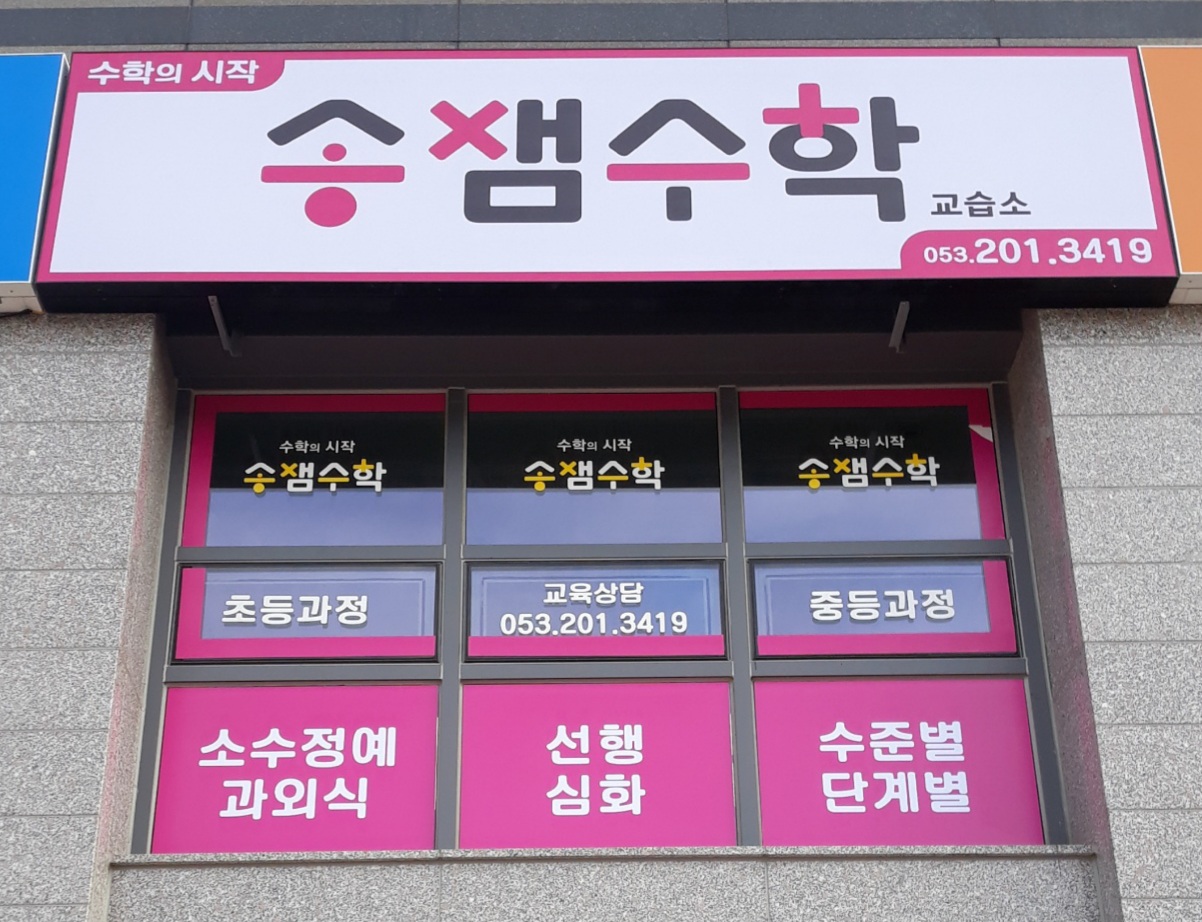 수학의 시작
송쌤수학
교습소
053.201.3419
수학의 시작
송쌤수학
수학의 시작
송쌤수학
수학의 시작
송쌤수학
초등과정
교육상담
053.201.3419
중등과정
소수정예
과외식
선행
심화
수준별
단계별